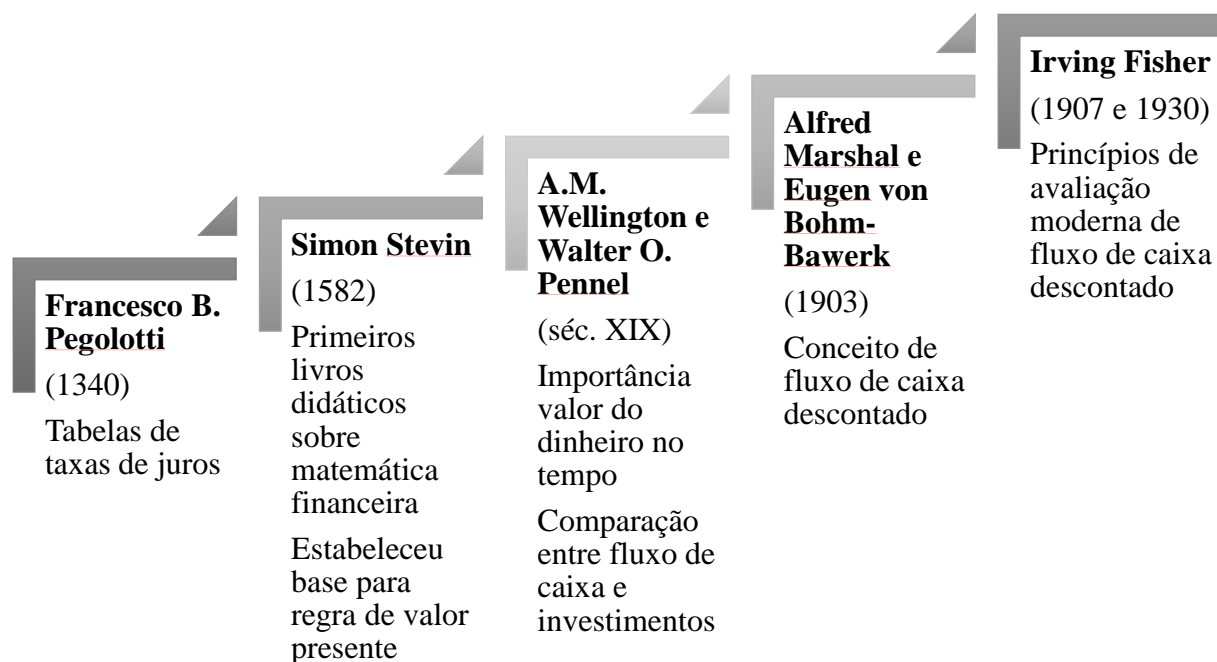 Francesco B.
Pegolotti
(1340)
Tabelas de
taxas de juros
Simon Stevin
(1582)
Primeiros
livros
didáticos
sobre
matemática
financeira
Estabeleceu
base para
regra de valor
presente
A.M.
Wellington e
Walter O.
Pennel
(séc. XIX)
Importância
valor do
dinheiro no
tempo
Comparação
entre fluxo de
caixa e
investimentos
Alfred
Marshal e
Eugen von
Bohm-
Bawerk
(1903)
Conceito de
fluxo de caixa
descontado
Irving Fisher
(1907 e 1930)
Princípios de
avaliação
moderna de
fluxo de caixa
descontado